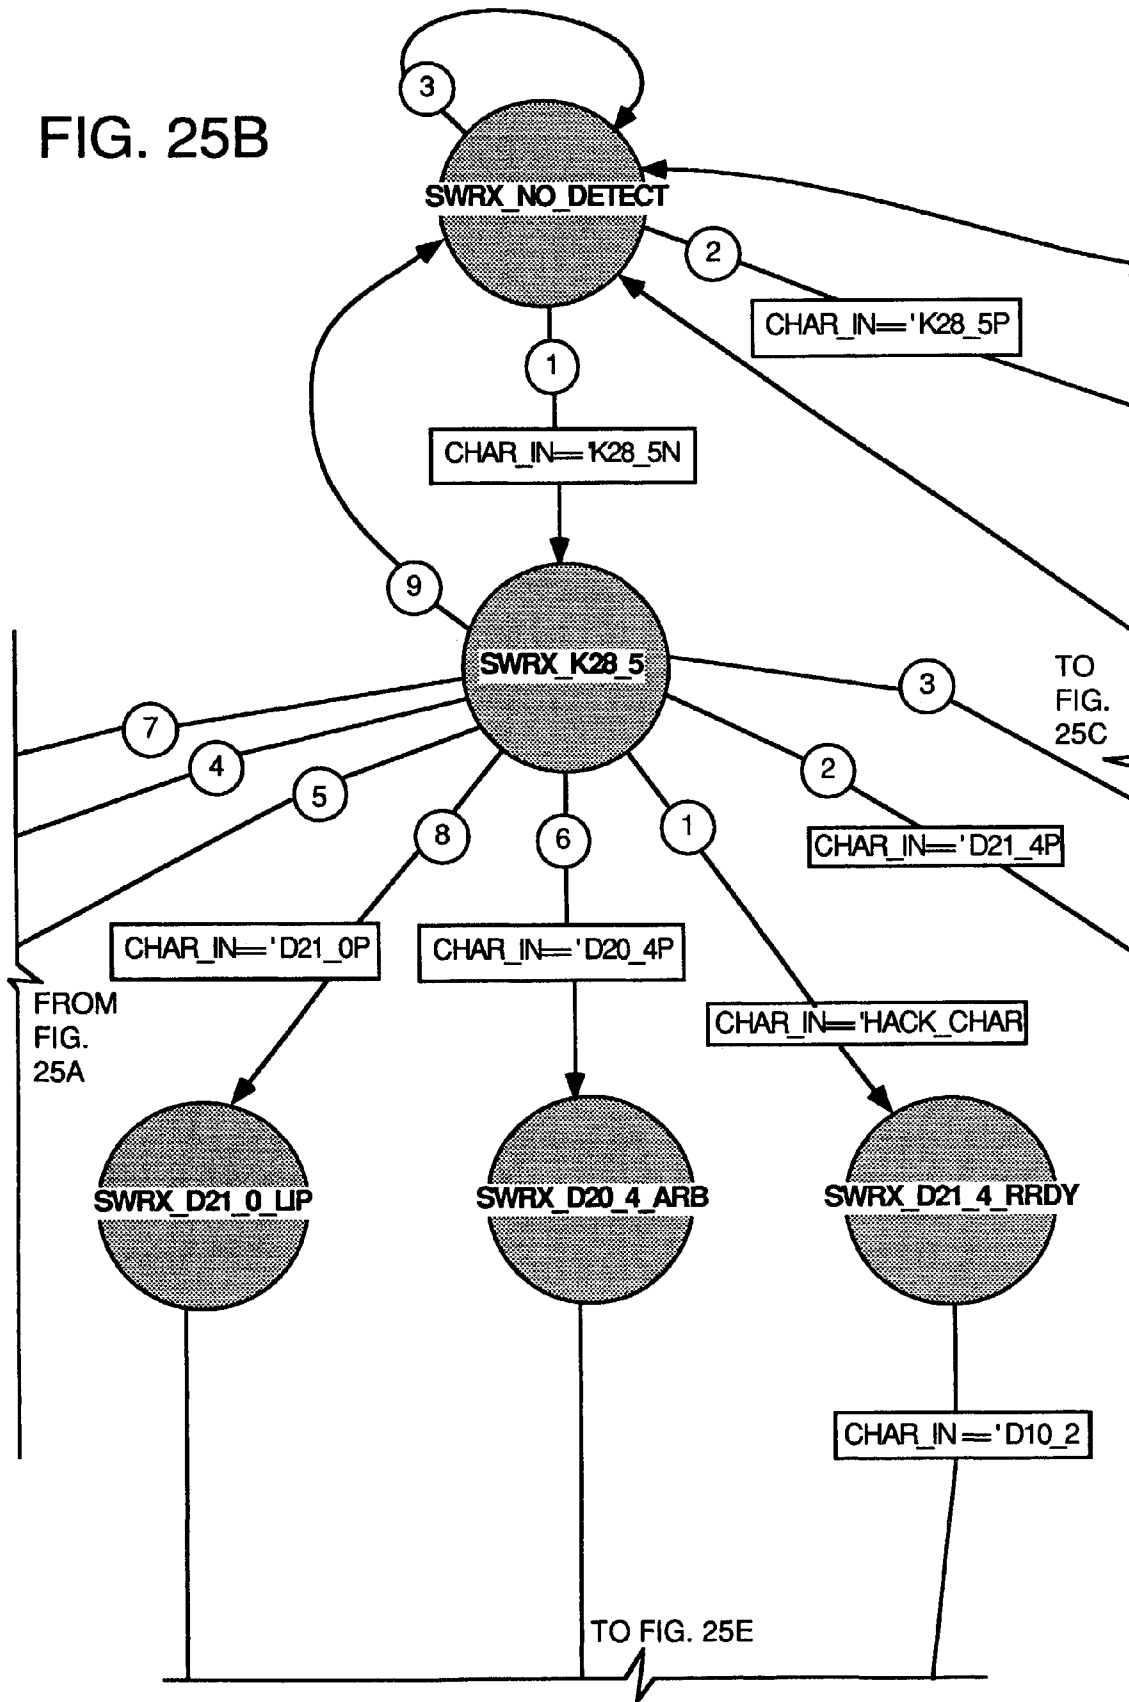 3
FIG. 25B
SWRX_NO_DETECT
2
CHAR_IN=='K28_5P
1
CHAR_IN=='K28_5N
9
SWRX_K28_5
3
TO
FIG.
25C
7
4
2
5
8
6
1
CHAR_IN=='D21_4P
CHAR_IN=='D21_0P
CHAR_IN=='D20_4P
FROM
FIG.
25A
CHAR_IN=='HACK_CHAR
SWRX_D21_0_LIP
SWRX_D20_4_ARB
SWRX_D21_4_RRDY
CHAR_IN=='D10_2
TO FIG. 25E